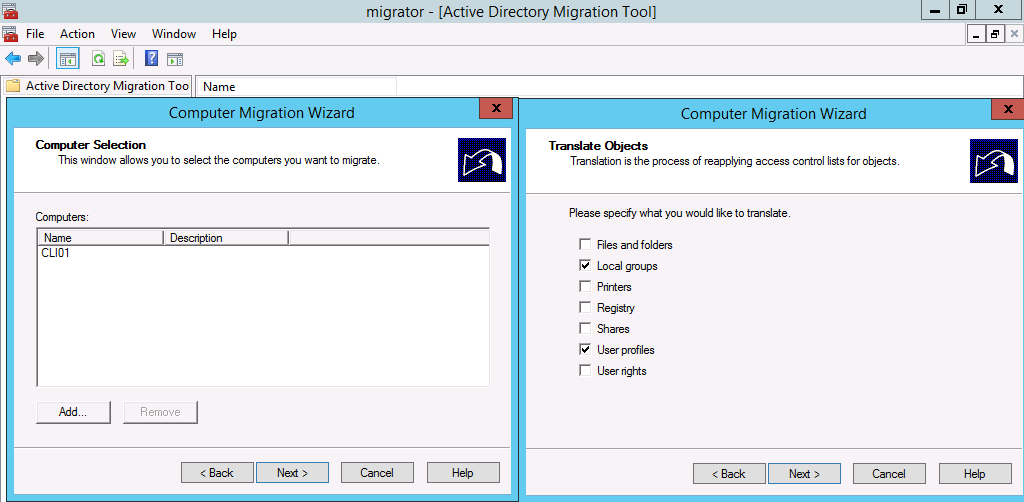 migrator - [Active Directory Migration Tool]
File Action View Window Help
Active Directory Migration Too
Name
Computer Migration Wizard
Computer Selection
This window allows you to select the computers you want to migrate.
Computers:
Name Description
CLI01
Add... Remove
< Back Next > Cancel Help
Computer Migration Wizard
Translate Objects
Translation is the process of reapplying access control lists for objects.
Please specify what you would like to translate.
Files and folders
Local groups
Printers
Registry
Shares
User profiles
User rights
< Back Next > Cancel Help